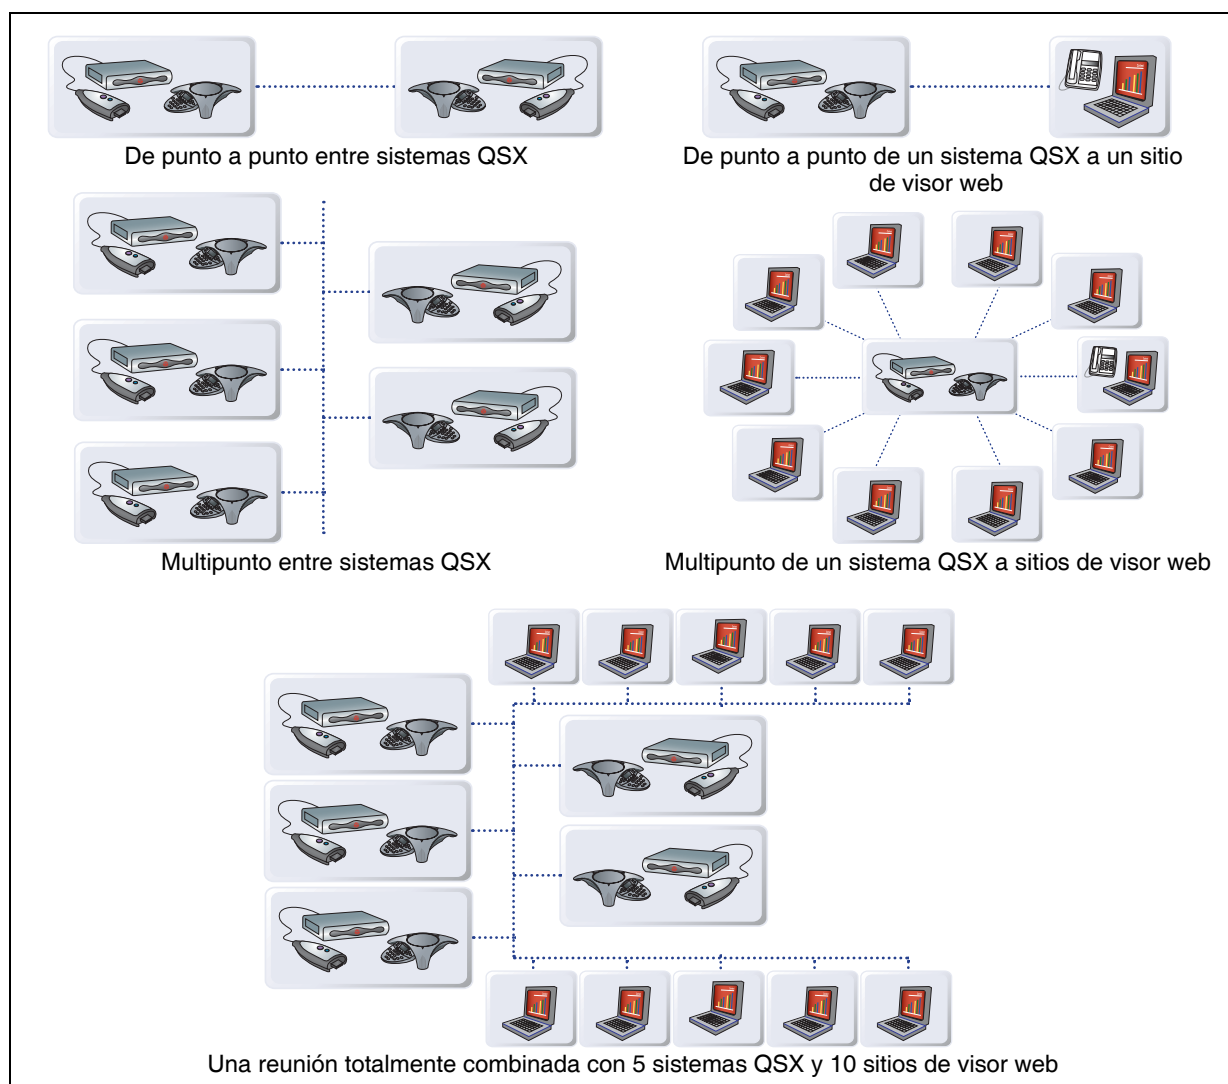 De punto a punto entre sistemas QSX
De punto a punto de un sistema QSX a un sitio
de visor web
Multipunto entre sistemas QSX
Multipunto de un sistema QSX a sitios de visor web
Una reunión totalmente combinada con 5 sistemas QSX y 10 sitios de visor web